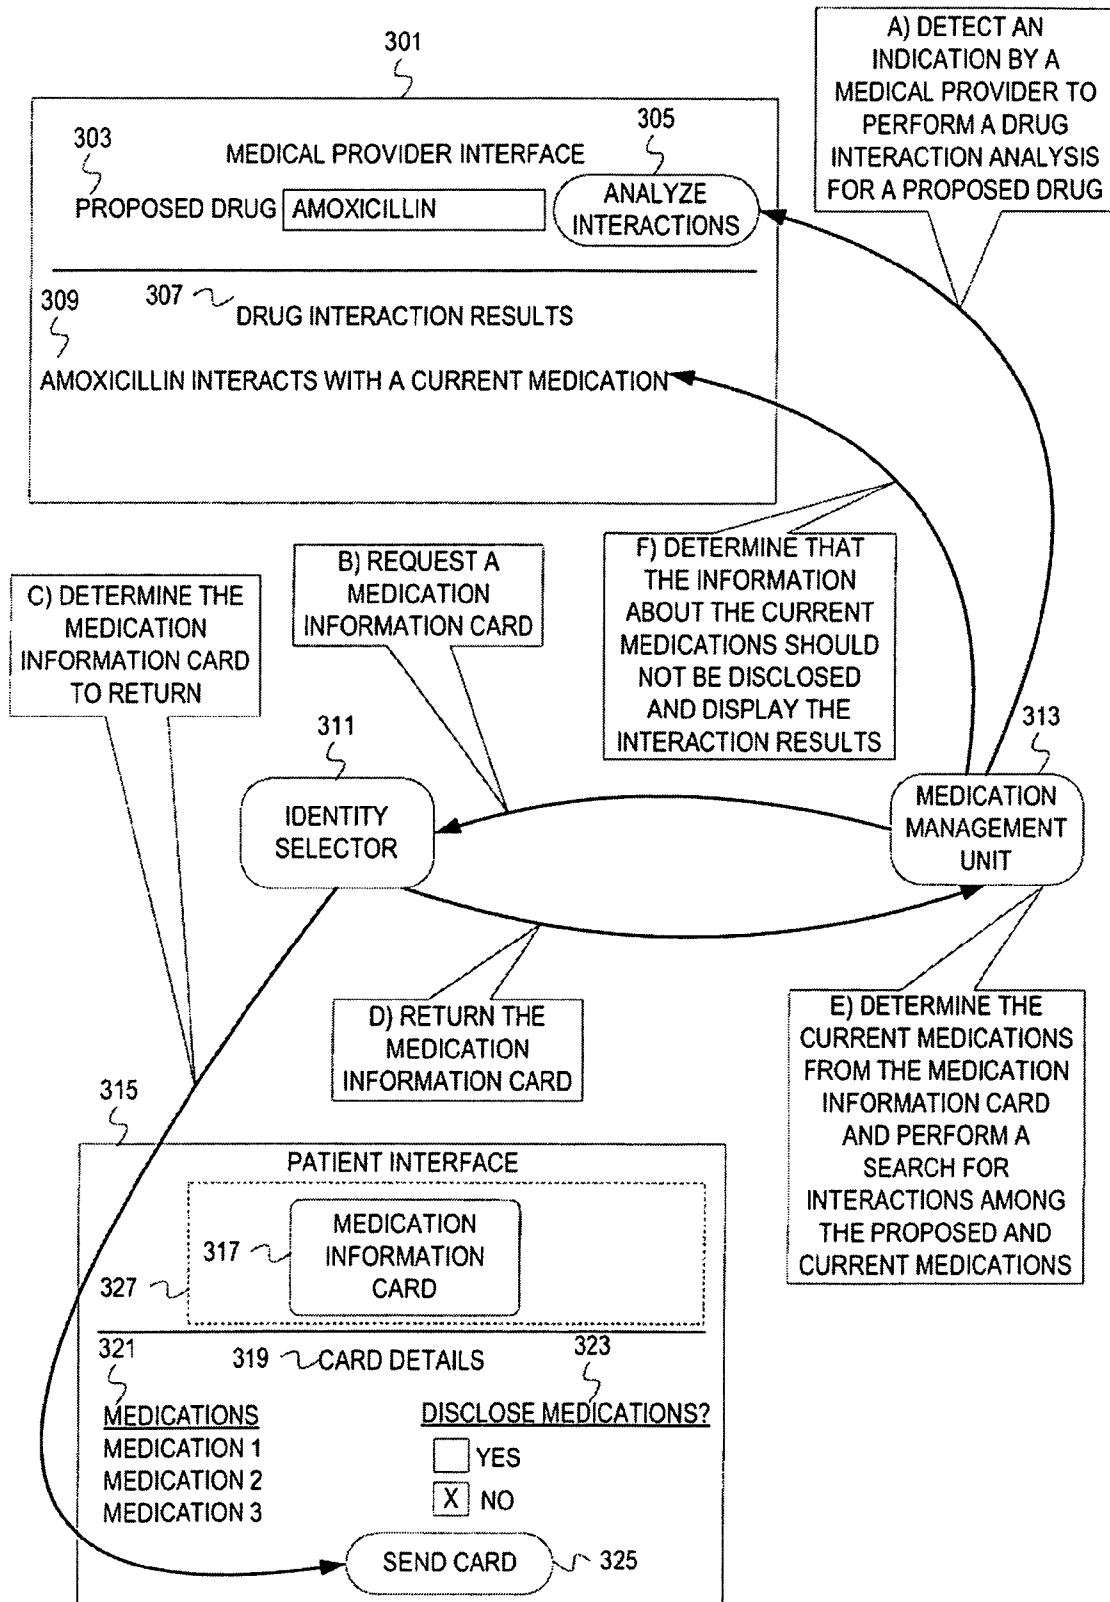 301
A) DETECT AN
INDICATION BY A
MEDICAL PROVIDER TO
PERFORM A DRUG
INTERACTION ANALYSIS
FOR A PROPOSED DRUG
303
305
MEDICAL PROVIDER INTERFACE
PROPOSED DRUG
AMOXICILLIN
ANALYZE
INTERACTIONS
307
DRUG INTERACTION RESULTS
309
AMOXICILLIN INTERACTS WITH A CURRENT MEDICATION
C) DETERMINE THE
MEDICATION
INFORMATION CARD
TO RETURN
B) REQUEST A
MEDICATION
INFORMATION CARD
F) DETERMINE THAT
THE INFORMATION
ABOUT THE CURRENT
MEDICATIONS SHOULD
NOT BE DISCLOSED
AND DISPLAY THE
INTERACTION RESULTS
311
IDENTITY
SELECTOR
313
MEDICATION
MANAGEMENT
UNIT
D) RETURN THE
MEDICATION
INFORMATION CARD
E) DETERMINE THE
CURRENT MEDICATIONS
FROM THE MEDICATION
INFORMATION CARD
AND PERFORM A
SEARCH FOR
INTERACTIONS AMONG
THE PROPOSED AND
CURRENT MEDICATIONS
315
PATIENT INTERFACE
317
MEDICATION
INFORMATION
CARD
327
321
319
CARD DETAILS
323
MEDICATIONS
MEDICATION 1
MEDICATION 2
MEDICATION 3
DISCLOSE MEDICATIONS?
YES
X NO
SEND CARD
325